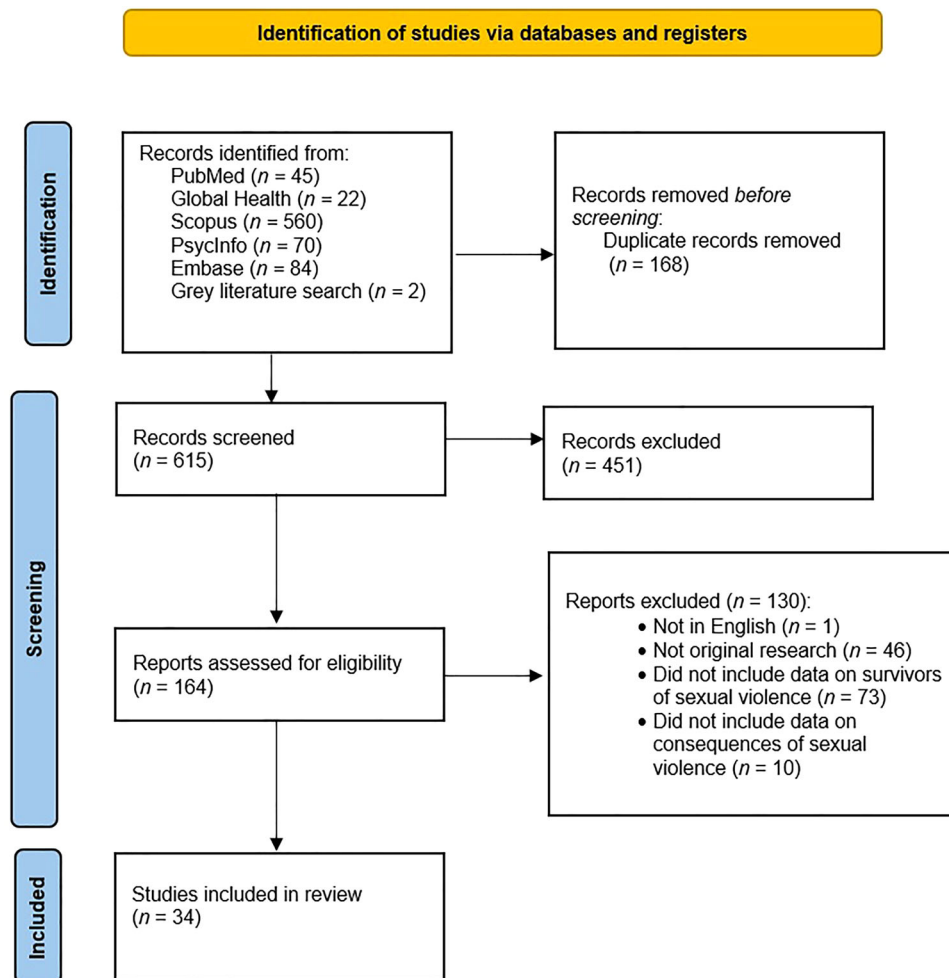 Identification of studies via databases and registers
Identification
Records identified from:
PubMed (n = 45)
Global Health (n = 22)
Scopus (n = 560)
PsycInfo (n = 70)
Embase (n = 84)
Grey literature search (n = 2)
Records removed before
screening:
Duplicate records removed
(n = 168)
Screening
Records screened
(n = 615)
Records excluded
(n = 451)
Reports assessed for eligibility
(n = 164)
Reports excluded (n = 130):
• Not in English (n = 1)
• Not original research (n = 46)
• Did not include data on survivors
of sexual violence (n = 73)
• Did not include data on
consequences of sexual
violence (n = 10)
Included
Studies included in review
(n = 34)